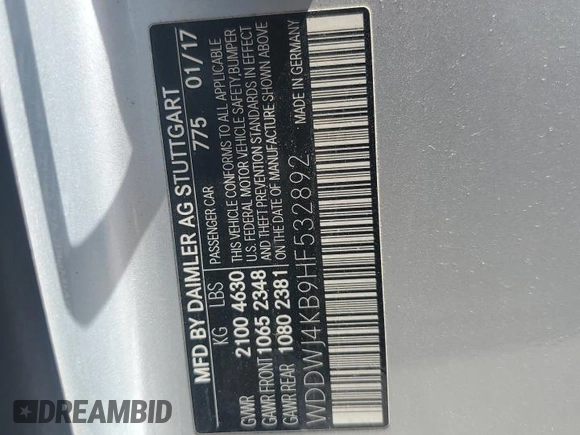 MFD BY DAIMLER AG STUTTGART
775 01/17
KG LBS PASSENGER CAR
GVWR 2100 4630 THIS VEHICLE CONFORMS TO ALL APPLICABLE
GAWR FRONT 1065 2348 U.S. FEDERAL MOTOR VEHICLE SAFETY,BUMPER
GAWR REAR 1080 2381 AND THEFT PREVENTION STANDARDS IN EFFECT
ON THE DATE OF MANUFACTURE SHOWN ABOVE
WDDWJ4KB9HF532892 MADE IN GERMANY
DREAMBID